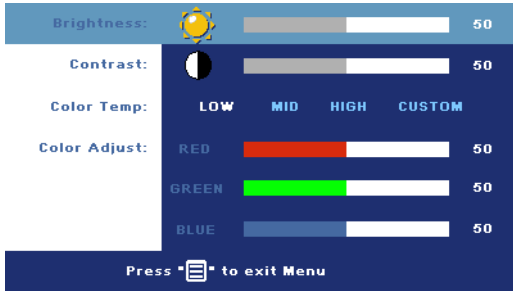 Brightness: 50
Contrast: 50
Color Temp: LOW MID HIGH CUSTOM
Color Adjust: RED 50
GREEN 50
BLUE 50
Press "" to exit Menu